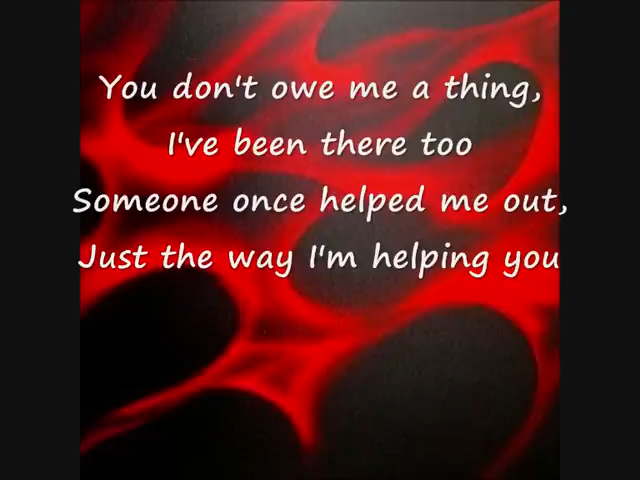 You don't owe me a thing,
I've been there too
Someone once helped me out,
Just the way I'm helping you